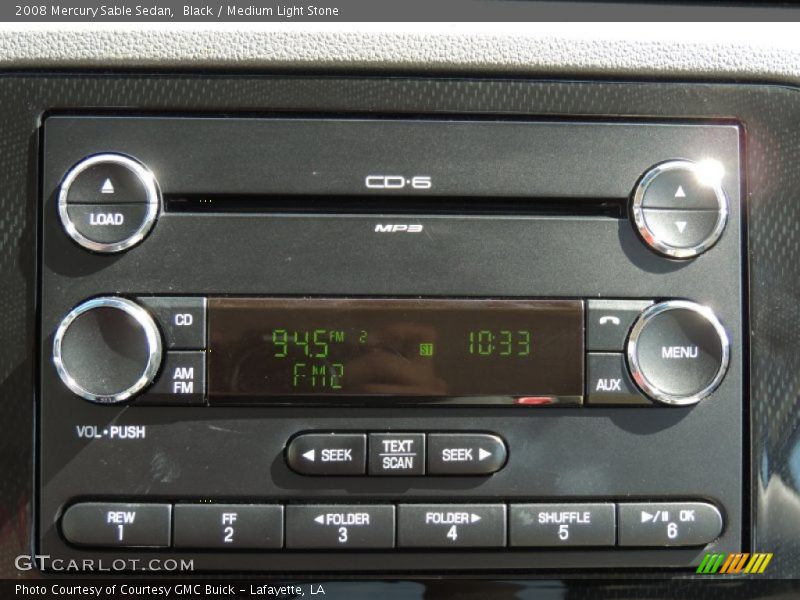 2008 Mercury Sable Sedan,  Black / Medium Light Stone
CD·6
LOAD
MP3
CD
94.5 FM 2
ST
10:33
FM2
AM
FM
MENU
AUX
VOL•PUSH
◀ SEEK
TEXT
SCAN
SEEK ▶
REW
1
FF
2
◀FOLDER
3
FOLDER▶
4
SHUFFLE
5
▶/II OK
6
GTCARLOT.COM
Photo Courtesy of Courtesy GMC Buick - Lafayette, LA